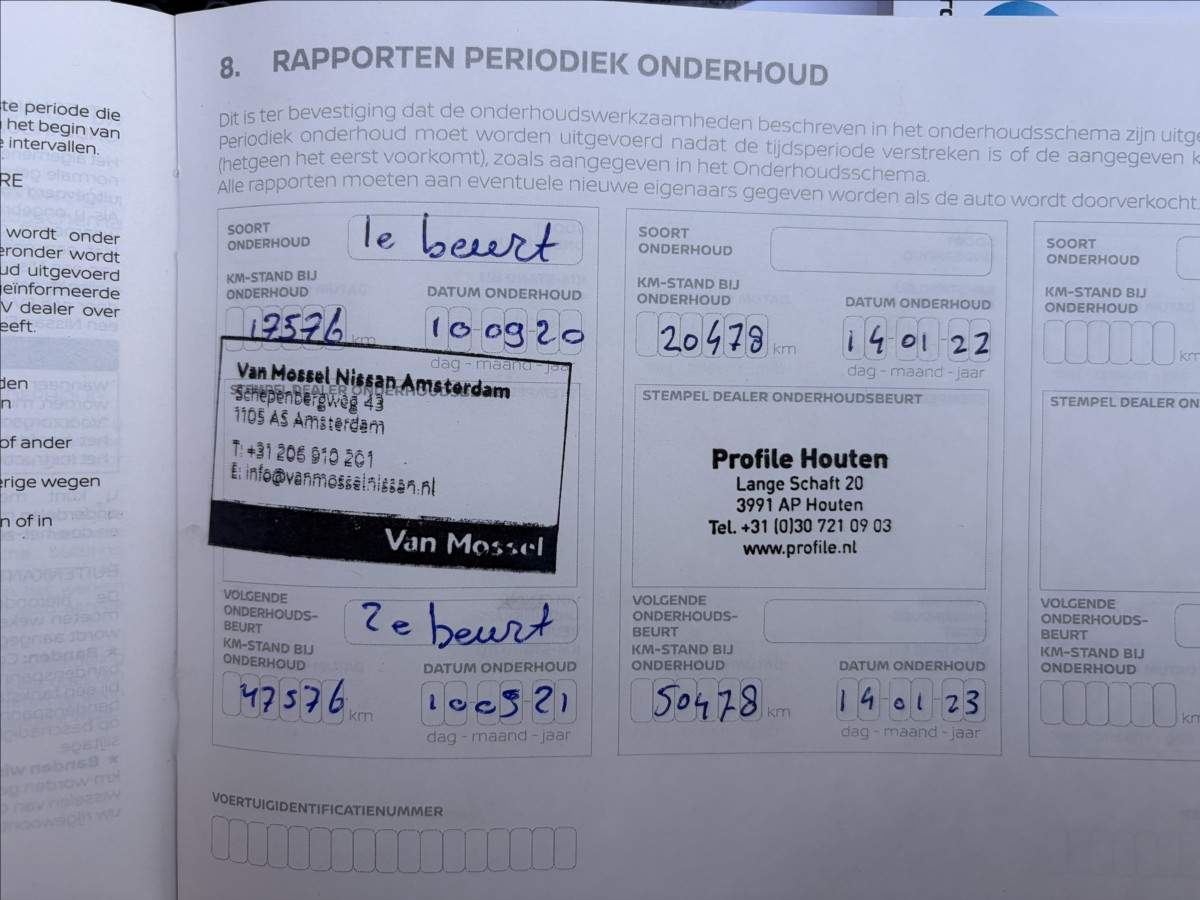 te periode die
het begin van
intervallen.
RE
wordt onder
eronder wordt
ud uitgevoerd
eïnformeerde
V dealer over
eeft.
den
n
of ander
erige wegen
n of in
8. RAPPORTEN PERIODIEK ONDERHOUD
Dit is ter bevestiging dat de onderhoudswerkzaamheden beschreven in het onderhoudsschema zijn uitg
Periodiek onderhoud moet worden uitgevoerd nadat de tijdsperiode verstreken is of de aangegeven k
(hetgeen het eerst voorkomt), zoals aangegeven in het Onderhoudsschema.
Alle rapporten moeten aan eventuele nieuwe eigenaars gegeven worden als de auto wordt doorverkocht.
SOORT
ONDERHOUD
1e beurt
KM-STAND BIJ
ONDERHOUD
DATUM ONDERHOUD
17576 km
10 09 20
dag - maand - jaar
STEMPEL DEALER ONDERHOUDSBEURT
Van Mossel Nissan Amsterdam
Schepenbergweg 43
1105 AS Amsterdam
T: +31 206 910 201
E: info@vanmosselnissan.nl
Van Mossel
VOLGENDE
ONDERHOUDS-
BEURT
2e beurt
KM-STAND BIJ
ONDERHOUD
DATUM ONDERHOUD
47576 km
10 09 21
dag - maand - jaar
SOORT
ONDERHOUD
KM-STAND BIJ
ONDERHOUD
DATUM ONDERHOUD
20478 km
14 01 22
dag - maand - jaar
STEMPEL DEALER ONDERHOUDSBEURT
Profile Houten
Lange Schaft 20
3991 AP Houten
Tel. +31 (0)30 721 09 03
www.profile.nl
VOLGENDE
ONDERHOUDS-
BEURT
KM-STAND BIJ
ONDERHOUD
DATUM ONDERHOUD
50478 km
14 01 23
dag - maand - jaar
SOORT
ONDERHOUD
KM-STAND BIJ
ONDERHOUD
km
STEMPEL DEALER ON
VOLGENDE
ONDERHOUDS-
BEURT
KM-STAND BIJ
ONDERHOUD
km
VOERTUIGIDENTIFICATIENUMMER